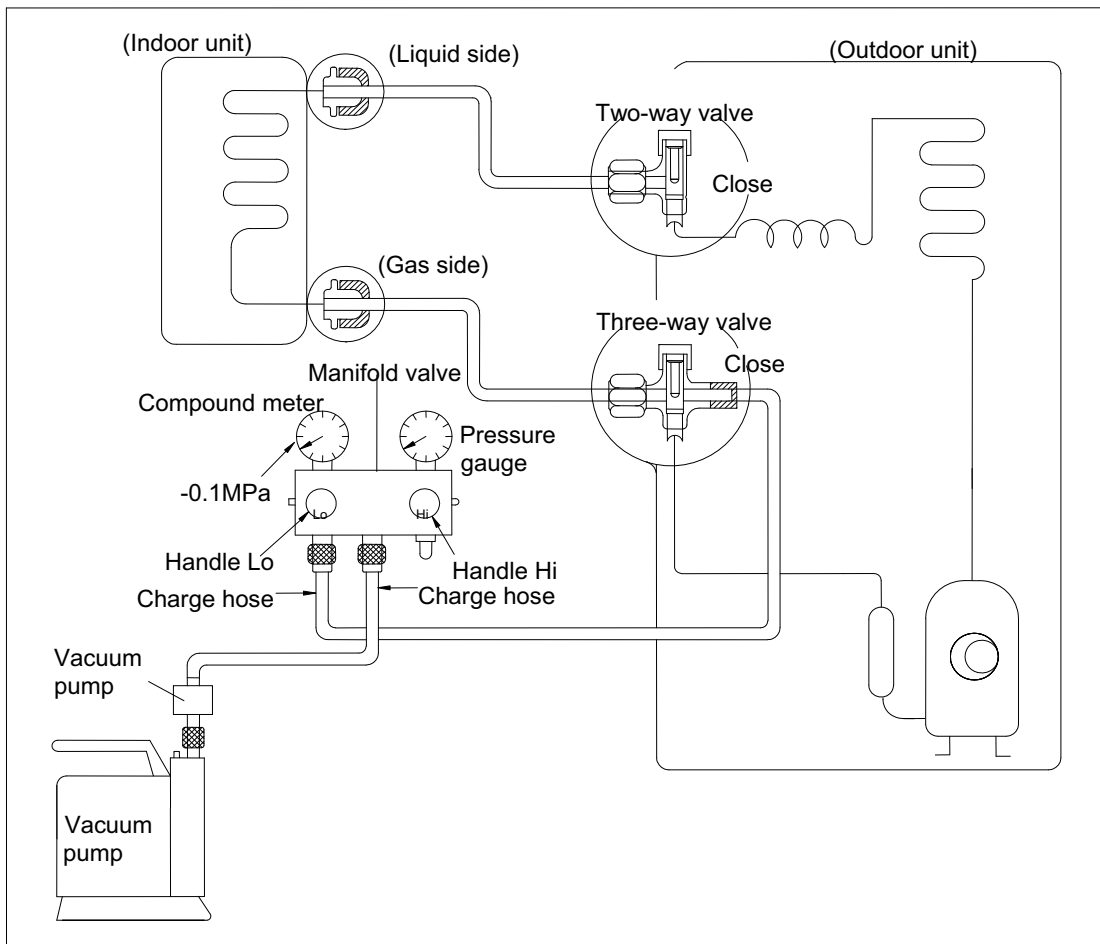 (Indoor unit)
(Liquid side)
(Outdoor unit)
Two-way valve
Close
(Gas side)
Three-way valve
Close
Manifold valve
Compound meter
Pressure
gauge
-0.1MPa
Lo
Hi
Handle Lo
Handle Hi
Charge hose
Charge hose
Vacuum
pump
Vacuum
pump